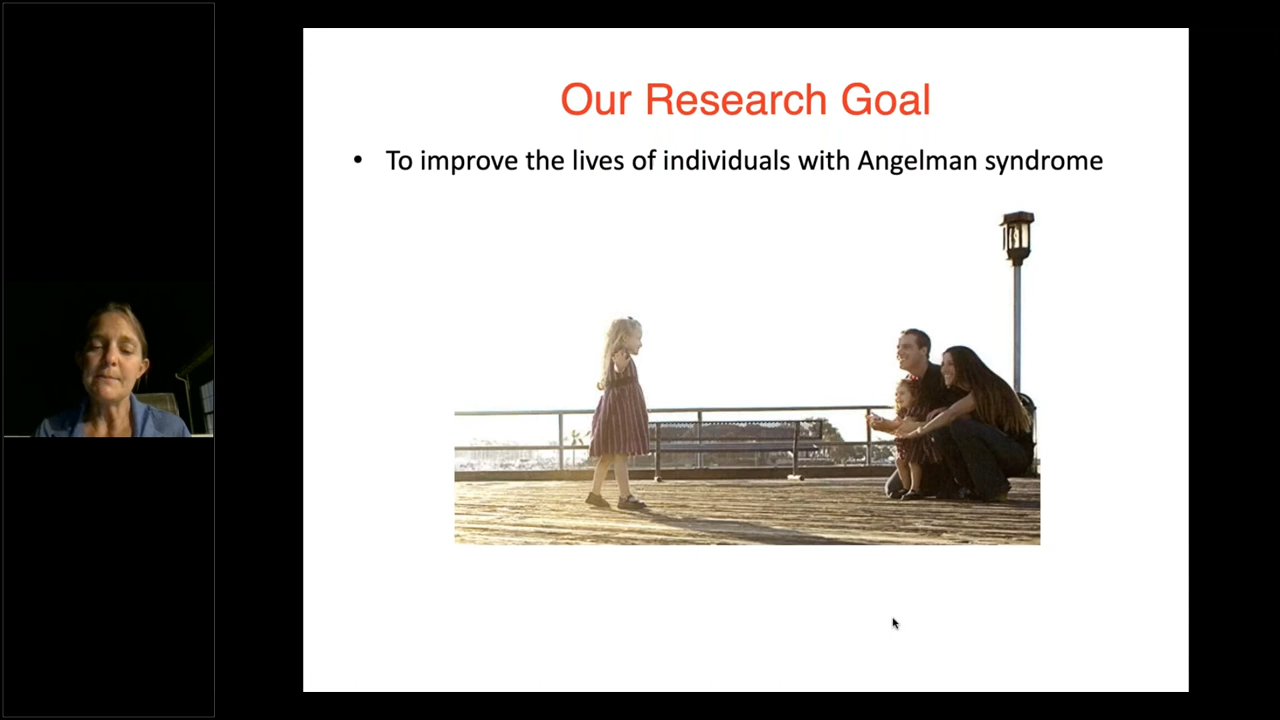 Our Research Goal
• To improve the lives of individuals with Angelman syndrome